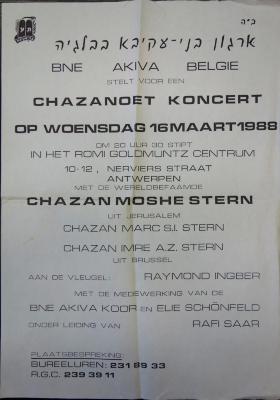 ב"ה
ארגון בני-עקיבא בבלגיה
BNE AKIVA BELGIE
STELT VOOR EEN
CHAZANOET KONCERT
OP WOENSDAG 16 MAART 1988
OM 20 UUR 30 STIPT
IN HET ROMI GOLDMUNTZ CENTRUM
10-12, NERVIERS STRAAT
ANTWERPEN
MET DE WERELDBEFAAMDE
CHAZAN MOSHE STERN
UIT JERUSALEM
CHAZAN MARC S.I. STERN
CHAZAN IMRE A.Z. STERN
UIT BRUSSEL
AAN DE VLEUGEL: RAYMOND INGBER
MET DE MEDEWERKING VAN DE
BNE AKIVA KOOR EN ELIE SCHÖNFELD
ONDER LEIDING VAN RAFI SAAR
PLAATSBESPREKING:
BUREELUREN: 231 89 33
R.G.C. 239 39 11